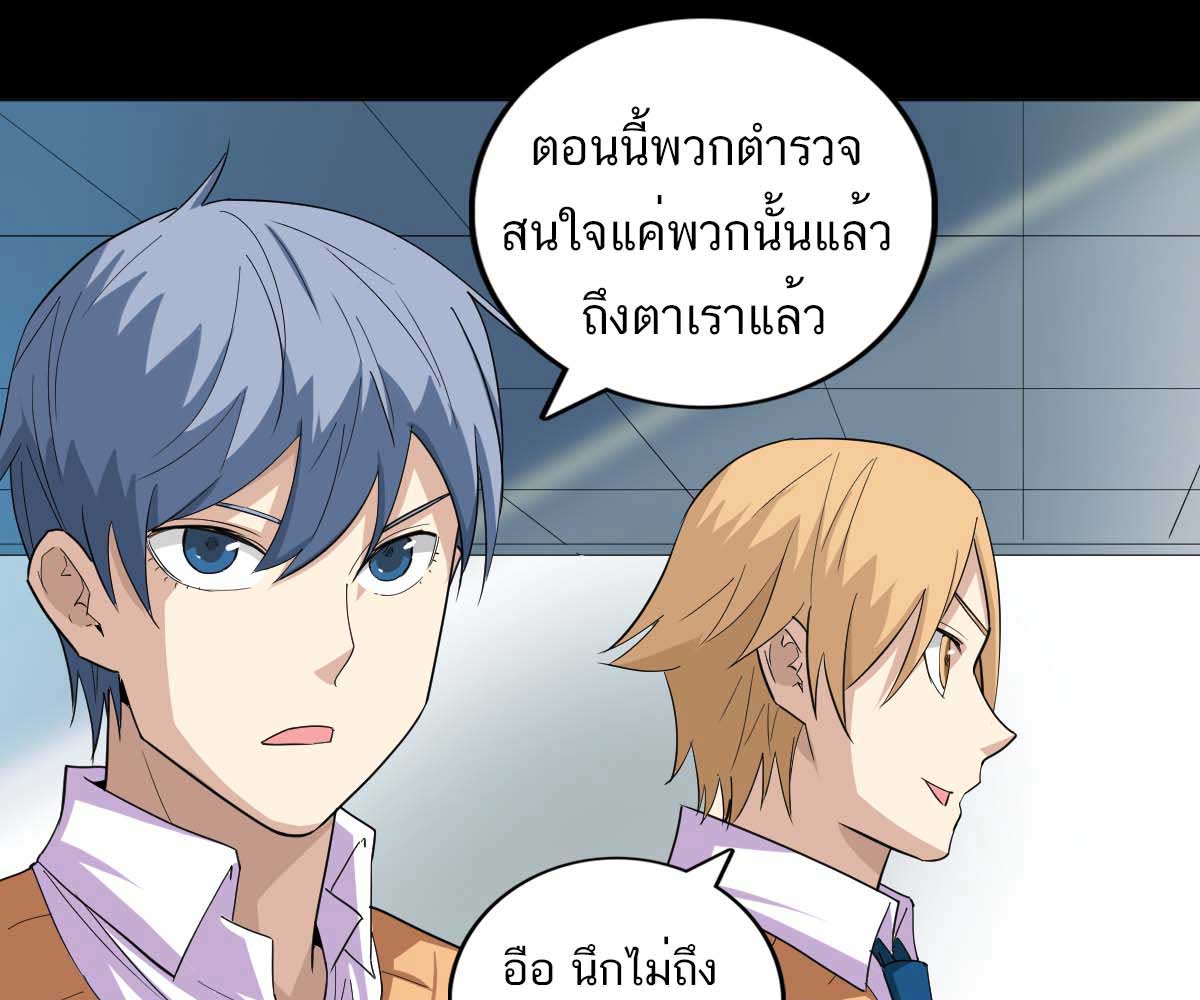 ตอนนี้พวกตำรวจ
สนใจแค่พวกนั้นแล้ว
ถึงตาเราแล้ว
อือ นึกไม่ถึง